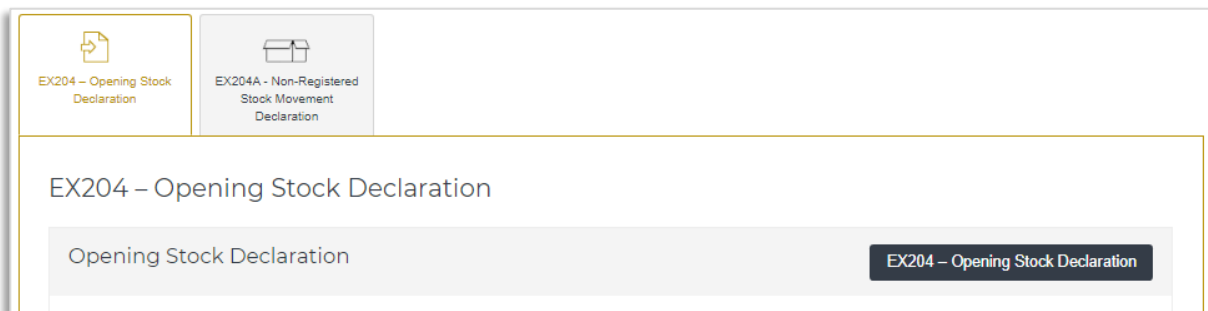 EX204 – Opening Stock
Declaration
EX204A - Non-Registered
Stock Movement
Declaration
EX204 – Opening Stock Declaration
Opening Stock Declaration
EX204 – Opening Stock Declaration